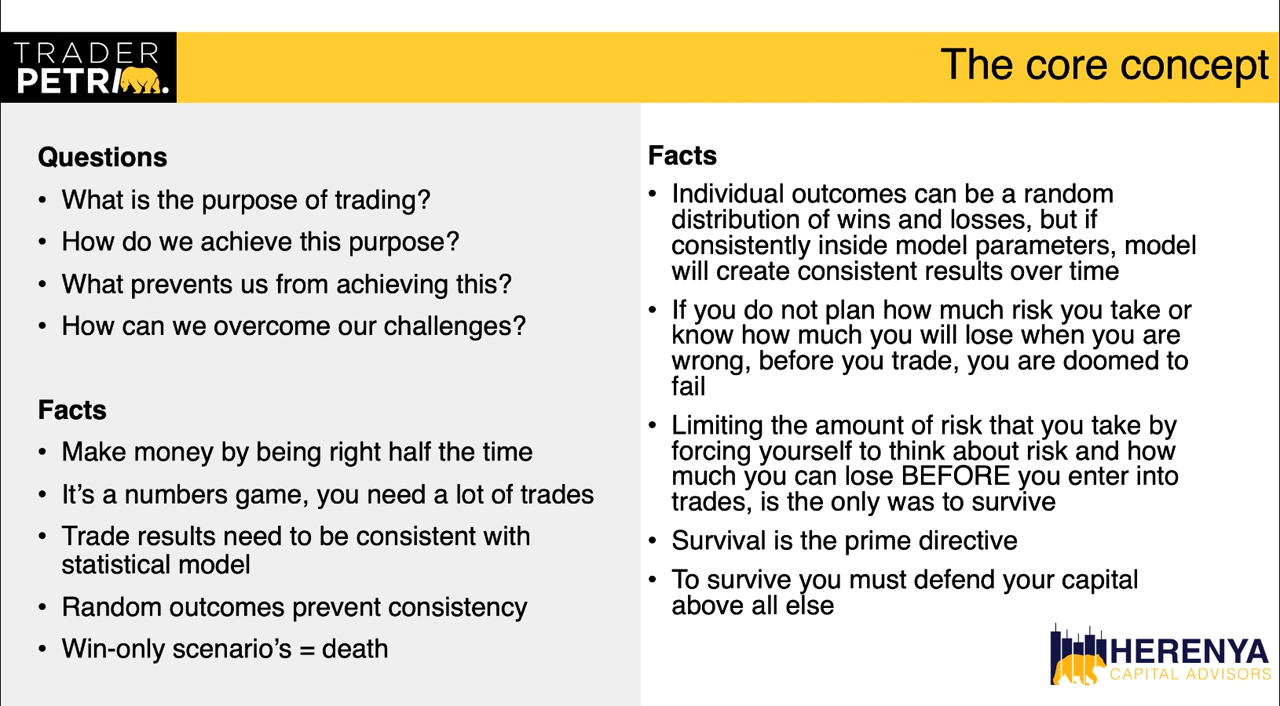 TRADER
PETRI.
The core concept
Questions
• What is the purpose of trading?
• How do we achieve this purpose?
• What prevents us from achieving this?
• How can we overcome our challenges?
Facts
• Make money by being right half the time
• It’s a numbers game, you need a lot of trades
• Trade results need to be consistent with
statistical model
• Random outcomes prevent consistency
• Win-only scenario’s = death
Facts
• Individual outcomes can be a random
distribution of wins and losses, but if
consistently inside model parameters, model
will create consistent results over time
• If you do not plan how much risk you take or
know how much you will lose when you are
wrong, before you trade, you are doomed to
fail
• Limiting the amount of risk that you take by
forcing yourself to think about risk and how
much you can lose BEFORE you enter into
trades, is the only was to survive
• Survival is the prime directive
• To survive you must defend your capital
above all else
HERENYA
CAPITAL ADVISORS